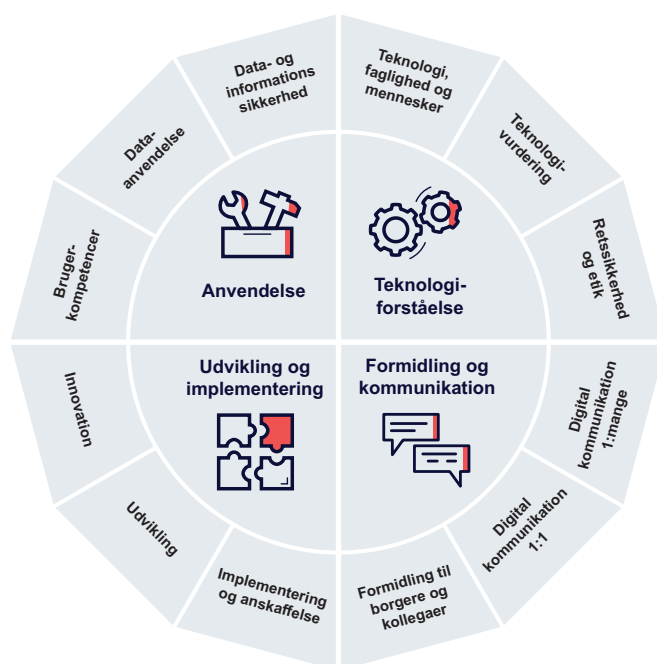 Data- og
informations
sikkerhed
Teknologi,
faglighed og
mennesker
Data-
anvendelse
Teknologi-
vurdering
Bruger-
kompetencer
Retssikkerhed
og etik
Anvendelse
Teknologi-
forståelse
Udvikling og
implementering
Formidling og
kommunikation
Innovation
Digital
kommunikation
1:mange
Udvikling
Digital
kommunikation
1:1
Implementering
og anskaffelse
Formidling til
borgere og
kollegaer